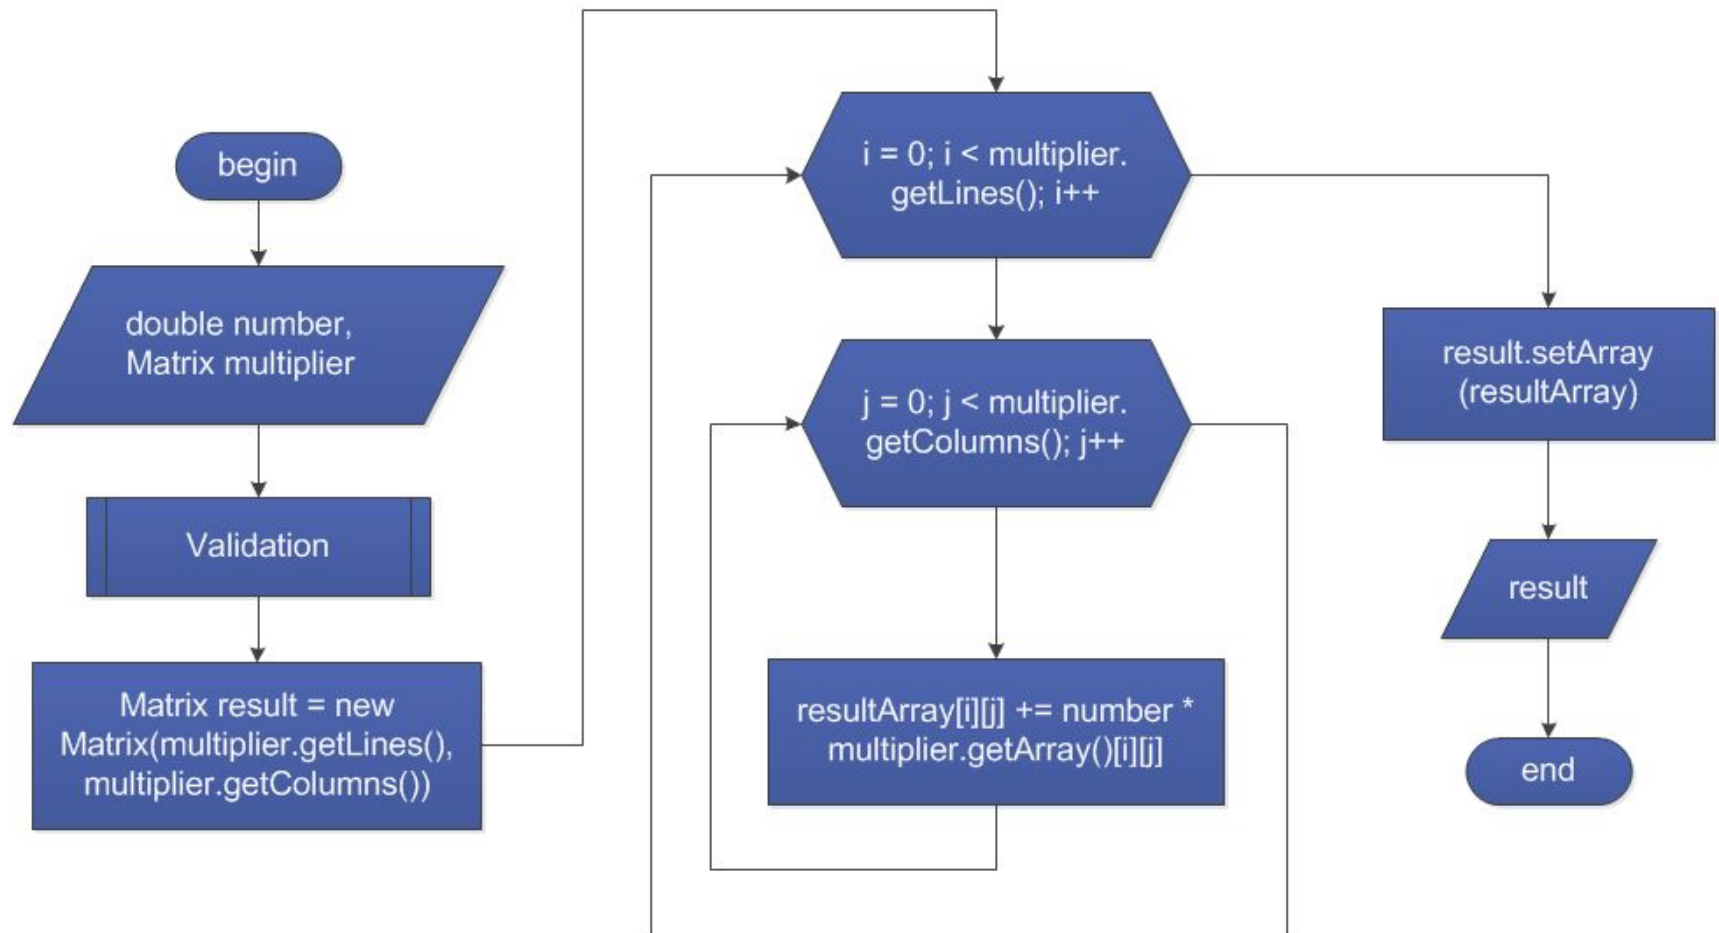 begin
double number,
Matrix multiplier
Validation
Matrix result = new
Matrix(multiplier.getLines(),
multiplier.getColumns())
i = 0; i < multiplier.
getLines(); i++
j = 0; j < multiplier.
getColumns(); j++
resultArray[i][j] += number *
multiplier.getArray()[i][j]
result.setArray
(resultArray)
result
end